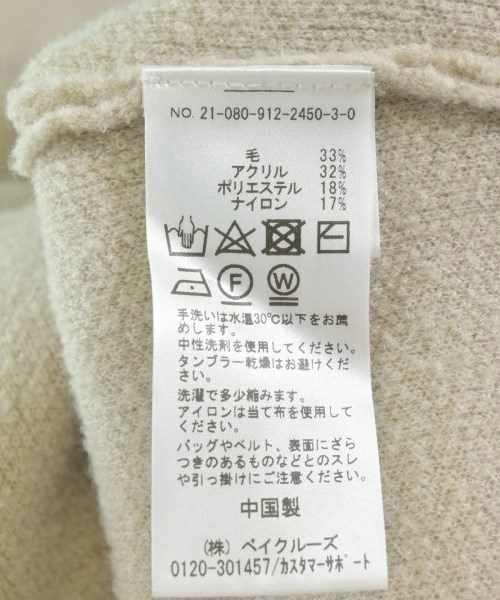 NO. 21-080-912-2450-3-0
毛 33%
アクリル 32%
ポリエステル 18%
ナイロン 17%
F W
手洗いは水温30℃以下をお薦
めします。
中性洗剤を使用してください。
タンブラー乾燥はお避けくだ
さい。
洗濯で多少縮みます。
アイロンは当て布を使用して
ください。
バッグやベルト、表面にざら
つきのあるものなどとのスレ
や引っ掛けにご注意ください。
中国製
(株) ベイクルーズ
0120-301457/カスタマーサポート